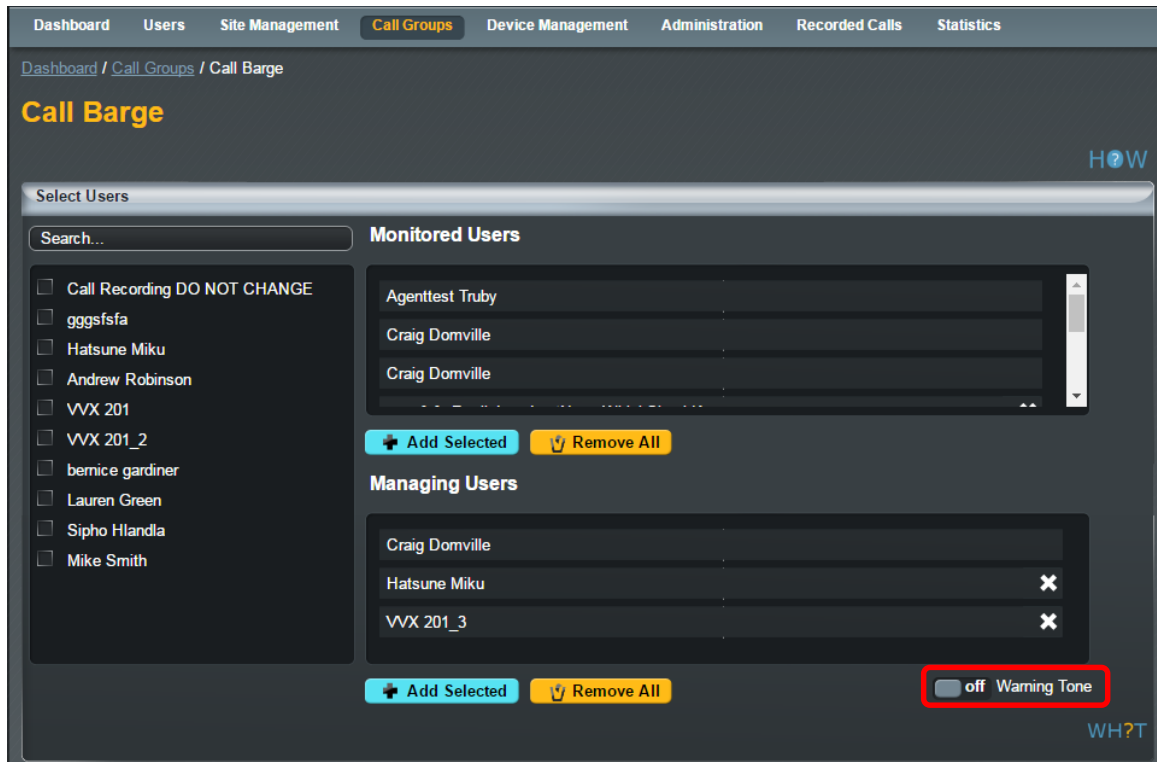 Dashboard Users Site Management Call Groups Device Management Administration Recorded Calls Statistics
Dashboard / Call Groups / Call Barge
Call Barge
H?W
Select Users
Search...
Call Recording DO NOT CHANGE
gggsfsfa
Hatsune Miku
Andrew Robinson
VVX 201
VVX 201_2
bernice gardiner
Lauren Green
Sipho Hlandla
Mike Smith
Monitored Users
Agenttest Truby
Craig Domville
Craig Domville
Add Selected Remove All
Managing Users
Craig Domville
Hatsune Miku
VVX 201_3
Add Selected Remove All
off Warning Tone
WH?T